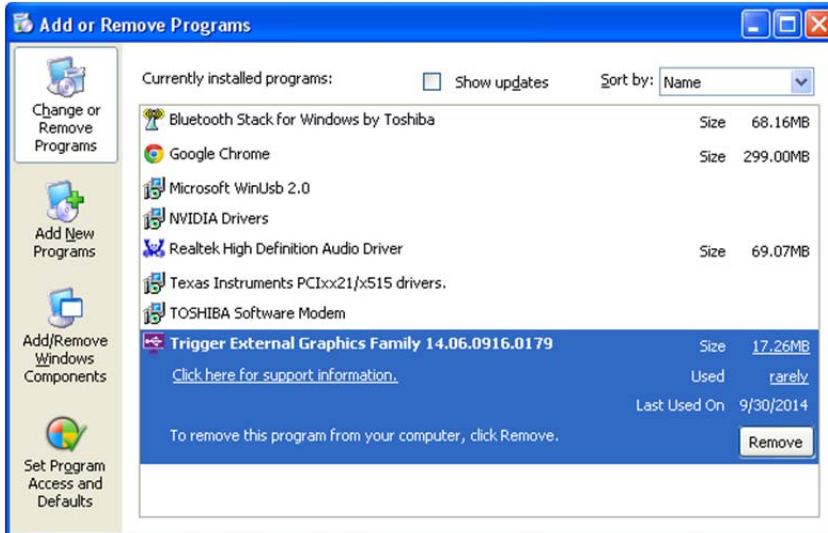 Add or Remove Programs
Change or
Remove
Programs
Add New
Programs
Add/Remove
Windows
Components
Set Program
Access and
Defaults
Currently installed programs: Show updates Sort by: Name
Bluetooth Stack for Windows by Toshiba Size 68.16MB
Google Chrome Size 299.00MB
Microsoft WinUsb 2.0
NVIDIA Drivers
Realtek High Definition Audio Driver Size 69.07MB
Texas Instruments PCIxx21/x515 drivers.
TOSHIBA Software Modem
Trigger External Graphics Family 14.06.0916.0179 Size 17.26MB
Click here for support information. Used rarely
Last Used On 9/30/2014
To remove this program from your computer, click Remove. Remove